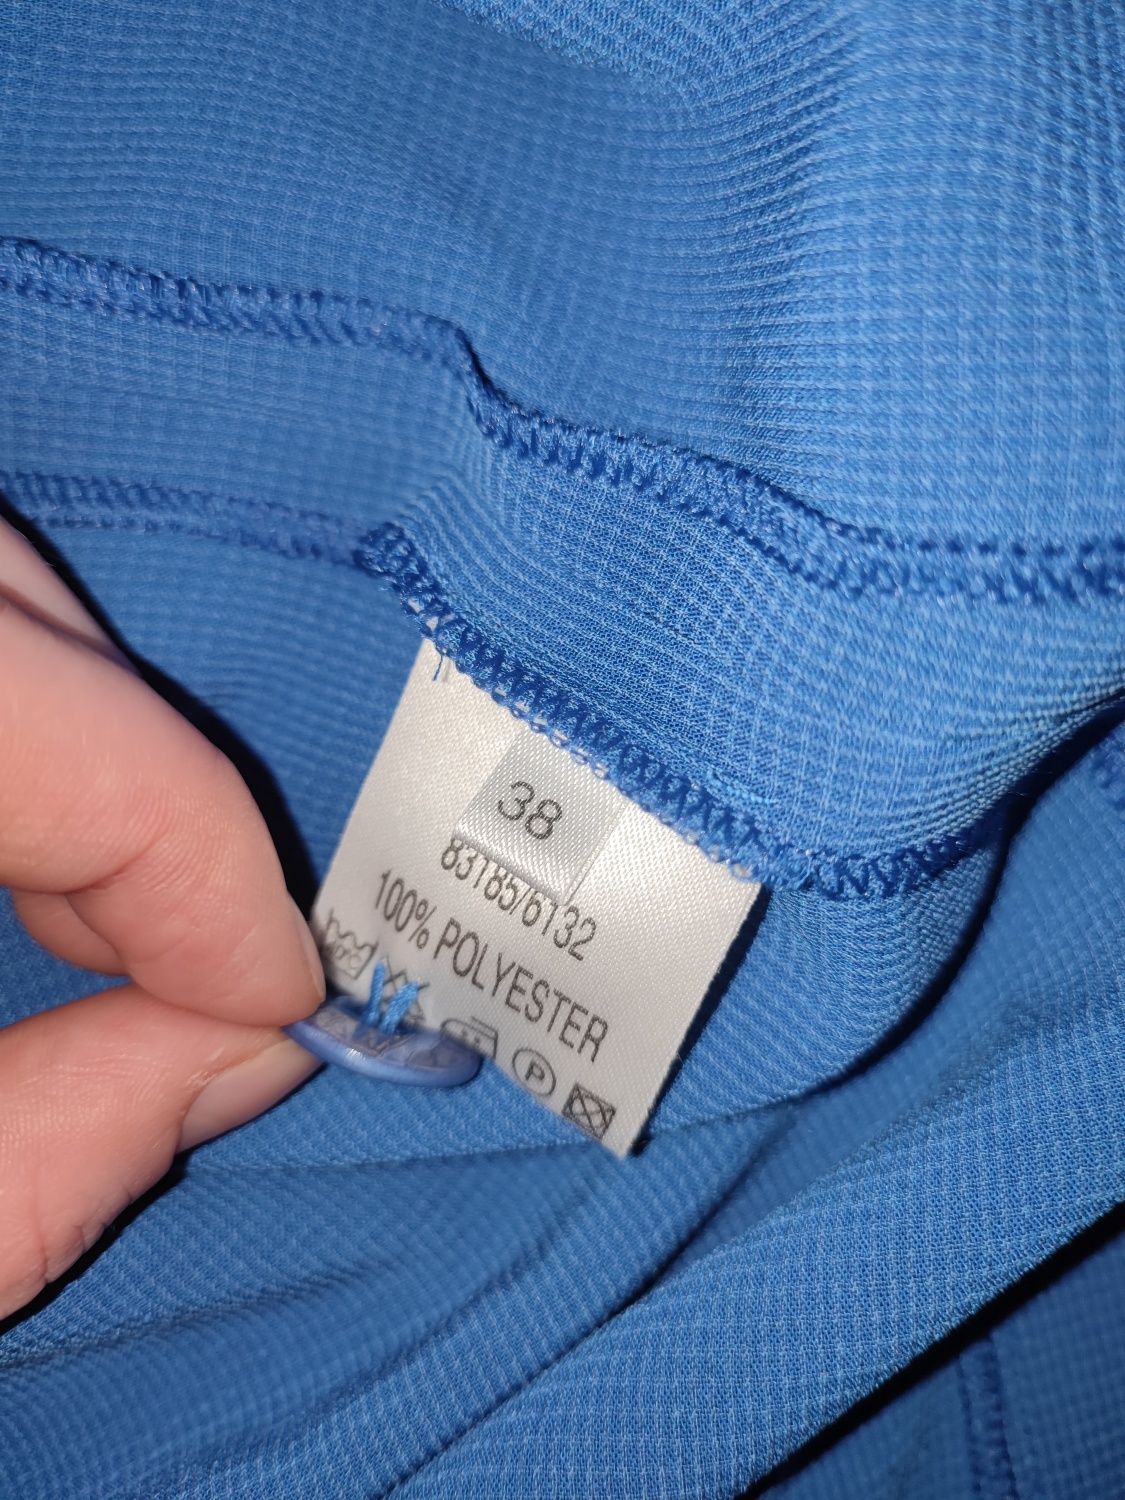 38
83185/6132
100% POLYESTER
P